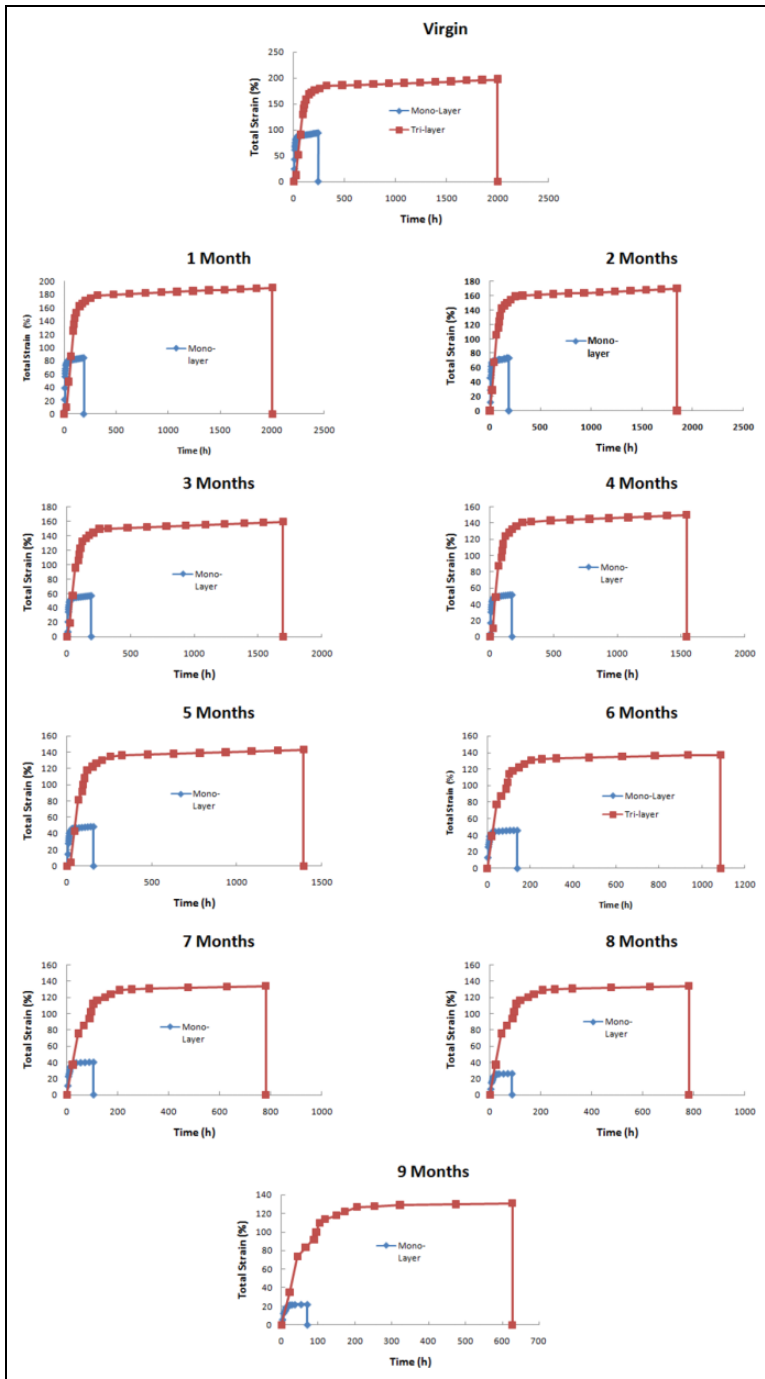 Virgin
Total Strain (%)
250
200
150
100
50
0
Mono-Layer
Tri-layer
0 500 1000 1500 2000 2500
Time (h)
1 Month
Total Strain (%)
200
180
160
140
120
100
80
60
40
20
0
Mono-
layer
0 500 1000 1500 2000 2500
Time (h)
2 Months
Total Strain (%)
180
160
140
120
100
80
60
40
20
0
Mono-
layer
0 500 1000 1500 2000 2500
Time (h)
3 Months
Total Strain (%)
180
160
140
120
100
80
60
40
20
0
Mono-
Layer
0 500 1000 1500 2000
Time (h)
4 Months
Total Strain (%)
160
140
120
100
80
60
40
20
0
Mono-
Layer
0 500 1000 1500 2000
Time (h)
5 Months
Total Strain (%)
160
140
120
100
80
60
40
20
0
Mono-
Layer
0 500 1000 1500
Time (h)
6 Months
Total Strain (%)
160
140
120
100
80
60
40
20
0
Mono-Layer
Tri-layer
0 200 400 600 800 1000 1200
Time (h)
7 Months
Total Strain (%)
160
140
120
100
80
60
40
20
0
Mono-
Layer
0 200 400 600 800 1000
Time (h)
8 Months
Total Strain (%)
160
140
120
100
80
60
40
20
0
Mono-
Layer
0 200 400 600 800 1000
Time (h)
9 Months
Total Strain (%)
140
120
100
80
60
40
20
0
Mono-
Layer
0 100 200 300 400 500 600 700
Time (h)